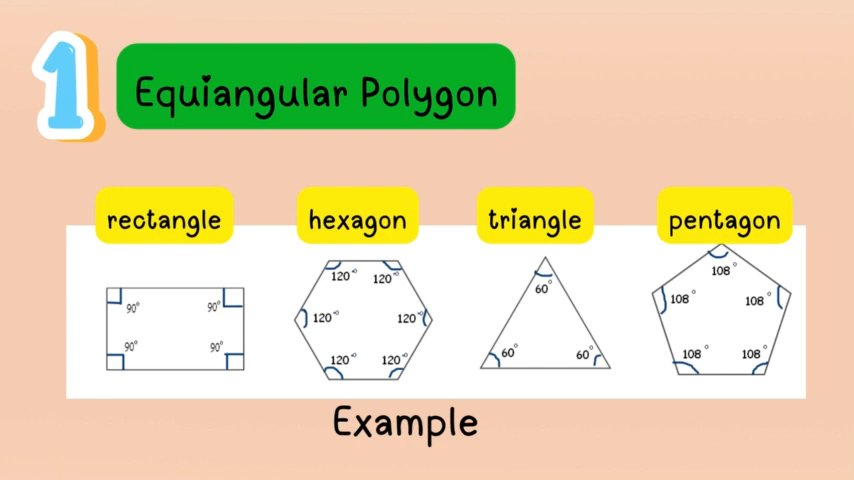 1
Equiangular Polygon
rectangle hexagon triangle pentagon
90° 90° 90° 90°
120° 120° 120° 120° 120° 120°
60° 60° 60°
108° 108° 108° 108° 108°
Example